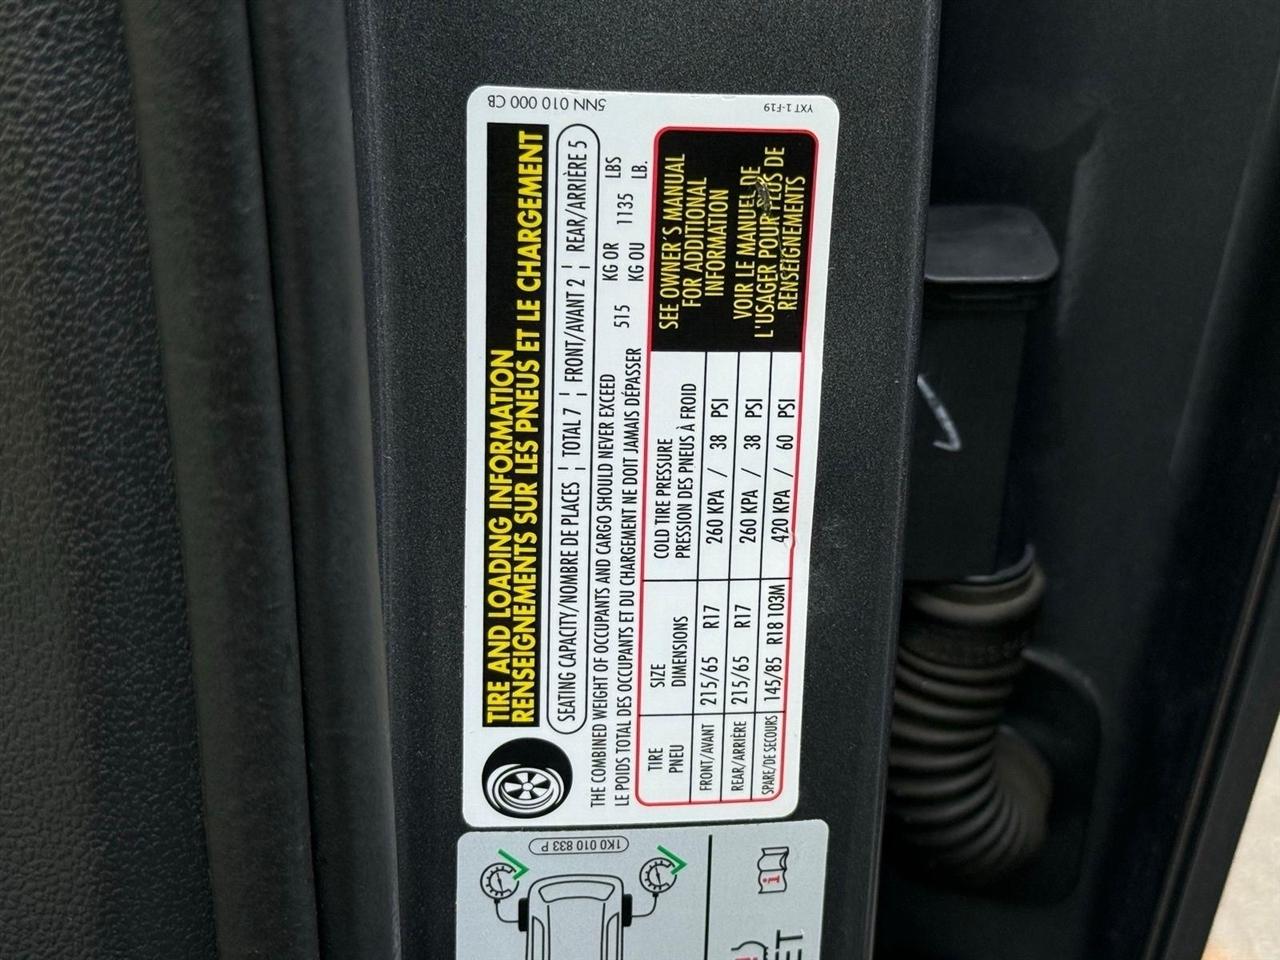 5NN 010 000 CB
YXT 1-F19
TIRE AND LOADING INFORMATION
RENSEIGNEMENTS SUR LES PNEUS ET LE CHARGEMENT
SEATING CAPACITY/NOMBRE DE PLACES ¦ TOTAL 7 ¦ FRONT/AVANT 2 ¦ REAR/ARRIÈRE 5
THE COMBINED WEIGHT OF OCCUPANTS AND CARGO SHOULD NEVER EXCEED 515 KG OR 1135 LBS
LE POIDS TOTAL DES OCCUPANTS ET DU CHARGEMENT NE DOIT JAMAIS DÉPASSER KG OU LB.
TIRE SIZE COLD TIRE PRESSURE
PNEU DIMENSIONS PRESSION DES PNEUS À FROID
FRONT/AVANT 215/65 R17 260 KPA / 38 PSI
REAR/ARRIÈRE 215/65 R17 260 KPA / 38 PSI
SPARE/DE SECOURS 145/85 R18 103M 420 KPA / 60 PSI
SEE OWNER'S MANUAL
FOR ADDITIONAL
INFORMATION
VOIR LE MANUEL DE
L'USAGER POUR PLUS DE
RENSEIGNEMENTS
1K0 010 833 P
ET